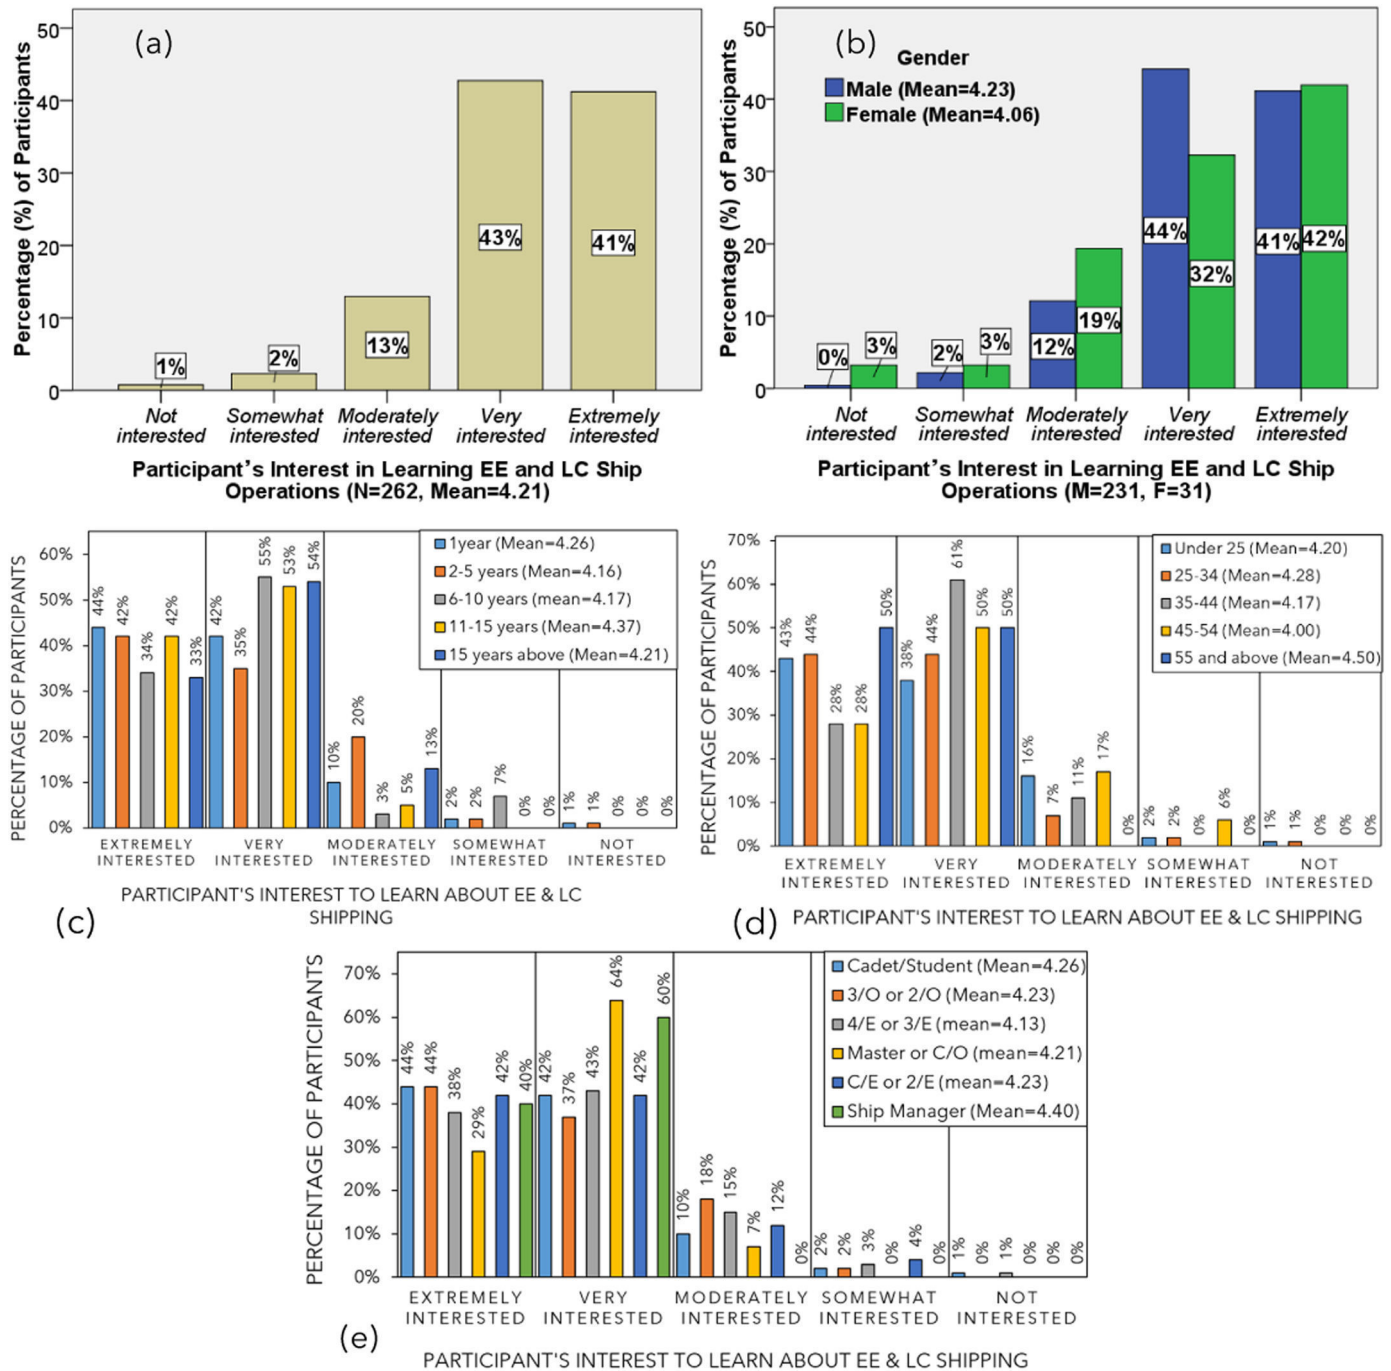 (a)
Percentage (%) of Participants
50
40
30
20
10
0
1%
2%
13%
43%
41%
Not interested
Somewhat interested
Moderately interested
Very interested
Extremely interested
Participant's Interest in Learning EE and LC Ship
Operations (N=262, Mean=4.21)
(b)
Gender
Male (Mean=4.23)
Female (Mean=4.06)
Percentage (%) of Participants
50
40
30
20
10
0
0%
3%
2%
3%
12%
19%
44%
32%
41%
42%
Not interested
Somewhat interested
Moderately interested
Very interested
Extremely interested
Participant's Interest in Learning EE and LC Ship
Operations (M=231, F=31)
PERCENTAGE OF PARTICIPANTS
60%
50%
40%
30%
20%
10%
0%
1year (Mean=4.26)
2-5 years (Mean=4.16)
6-10 years (mean=4.17)
11-15 years (Mean=4.37)
15 years above (Mean=4.21)
44%
42%
34%
42%
33%
42%
35%
55%
53%
54%
10%
20%
3%
5%
13%
2%
2%
7%
0%
0%
1%
1%
0%
0%
0%
EXTREMELY INTERESTED
VERY INTERESTED
MODERATELY INTERESTED
SOMEWHAT INTERESTED
NOT INTERESTED
PARTICIPANT'S INTEREST TO LEARN ABOUT EE & LC
SHIPPING
(c)
PERCENTAGE OF PARTICIPANTS
70%
60%
50%
40%
30%
20%
10%
0%
Under 25 (Mean=4.20)
25-34 (Mean=4.28)
35-44 (Mean=4.17)
45-54 (Mean=4.00)
55 and above (Mean=4.50)
43%
44%
28%
28%
50%
38%
44%
61%
50%
50%
16%
7%
11%
17%
0%
2%
2%
0%
6%
0%
1%
1%
0%
0%
0%
EXTREMELY INTERESTED
VERY INTERESTED
MODERATELY INTERESTED
SOMEWHAT INTERESTED
NOT INTERESTED
(d)
PARTICIPANT'S INTEREST TO LEARN ABOUT EE & LC SHIPPING
PERCENTAGE OF PARTICIPANTS
70%
60%
50%
40%
30%
20%
10%
0%
Cadet/Student (Mean=4.26)
3/O or 2/O (Mean=4.23)
4/E or 3/E (mean=4.13)
Master or C/O (mean=4.21)
C/E or 2/E (mean=4.23)
Ship Manager (Mean=4.40)
44%
44%
38%
29%
42%
40%
42%
37%
43%
64%
42%
60%
10%
18%
15%
7%
12%
0%
2%
2%
3%
0%
4%
0%
1%
0%
1%
0%
0%
0%
EXTREMELY INTERESTED
VERY INTERESTED
MODERATELY INTERESTED
SOMEWHAT INTERESTED
NOT INTERESTED
(e)
PARTICIPANT'S INTEREST TO LEARN ABOUT EE & LC SHIPPING